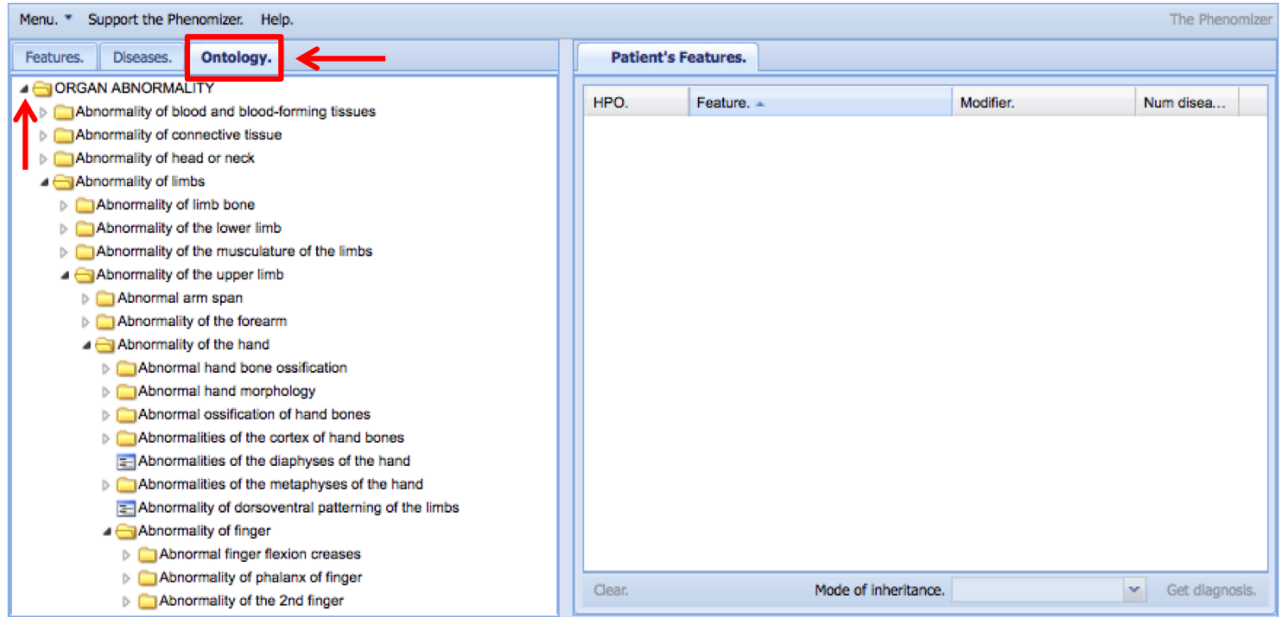 Menu. Support the Phenomizer. Help. The Phenomizer
Features. Diseases. Ontology. Patient's Features.
ORGAN ABNORMALITY
Abnormality of blood and blood-forming tissues
Abnormality of connective tissue
Abnormality of head or neck
Abnormality of limbs
Abnormality of limb bone
Abnormality of the lower limb
Abnormality of the musculature of the limbs
Abnormality of the upper limb
Abnormal arm span
Abnormality of the forearm
Abnormality of the hand
Abnormal hand bone ossification
Abnormal hand morphology
Abnormal ossification of hand bones
Abnormalities of the cortex of hand bones
Abnormalities of the diaphyses of the hand
Abnormalities of the metaphyses of the hand
Abnormality of dorsoventral patterning of the limbs
Abnormality of finger
Abnormal finger flexion creases
Abnormality of phalanx of finger
Abnormality of the 2nd finger
HPO. Feature. Modifier. Num disea...
Clear. Mode of inheritance. Get diagnosis.